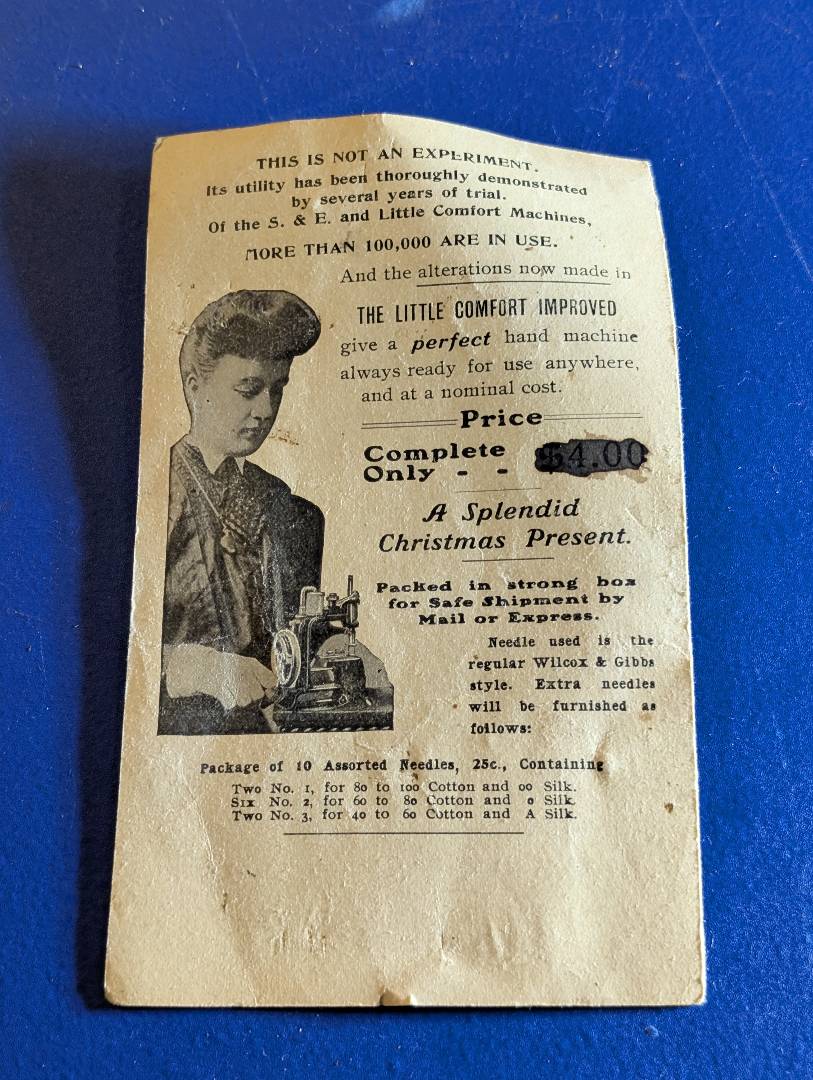 THIS IS NOT AN EXPERIMENT.
Its utility has been thoroughly demonstrated
by several years of trial.
Of the S. & E. and Little Comfort Machines,
MORE THAN 100,000 ARE IN USE.
And the alterations now made in
THE LITTLE COMFORT IMPROVED
give a perfect hand machine
always ready for use anywhere,
and at a nominal cost.
Price
Complete
Only - - $4.00
A Splendid
Christmas Present.
Packed in strong box
for Safe Shipment by
Mail or Express.
Needle used is the
regular Wilcox & Gibbs
style. Extra needles
will be furnished as
follows:
Package of 10 Assorted Needles, 25c., Containing
Two No. 1, for 80 to 100 Cotton and 00 Silk.
Six No. 2, for 60 to 80 Cotton and 0 Silk.
Two No. 3, for 40 to 60 Cotton and A Silk.